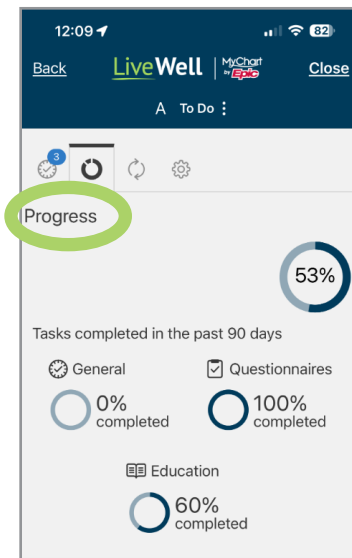 12:09
82
Back
LiveWell
MyChart
by Epic
Close
A To Do
3
Progress
53%
Tasks completed in the past 90 days
General
Questionnaires
0%
completed
100%
completed
Education
60%
completed